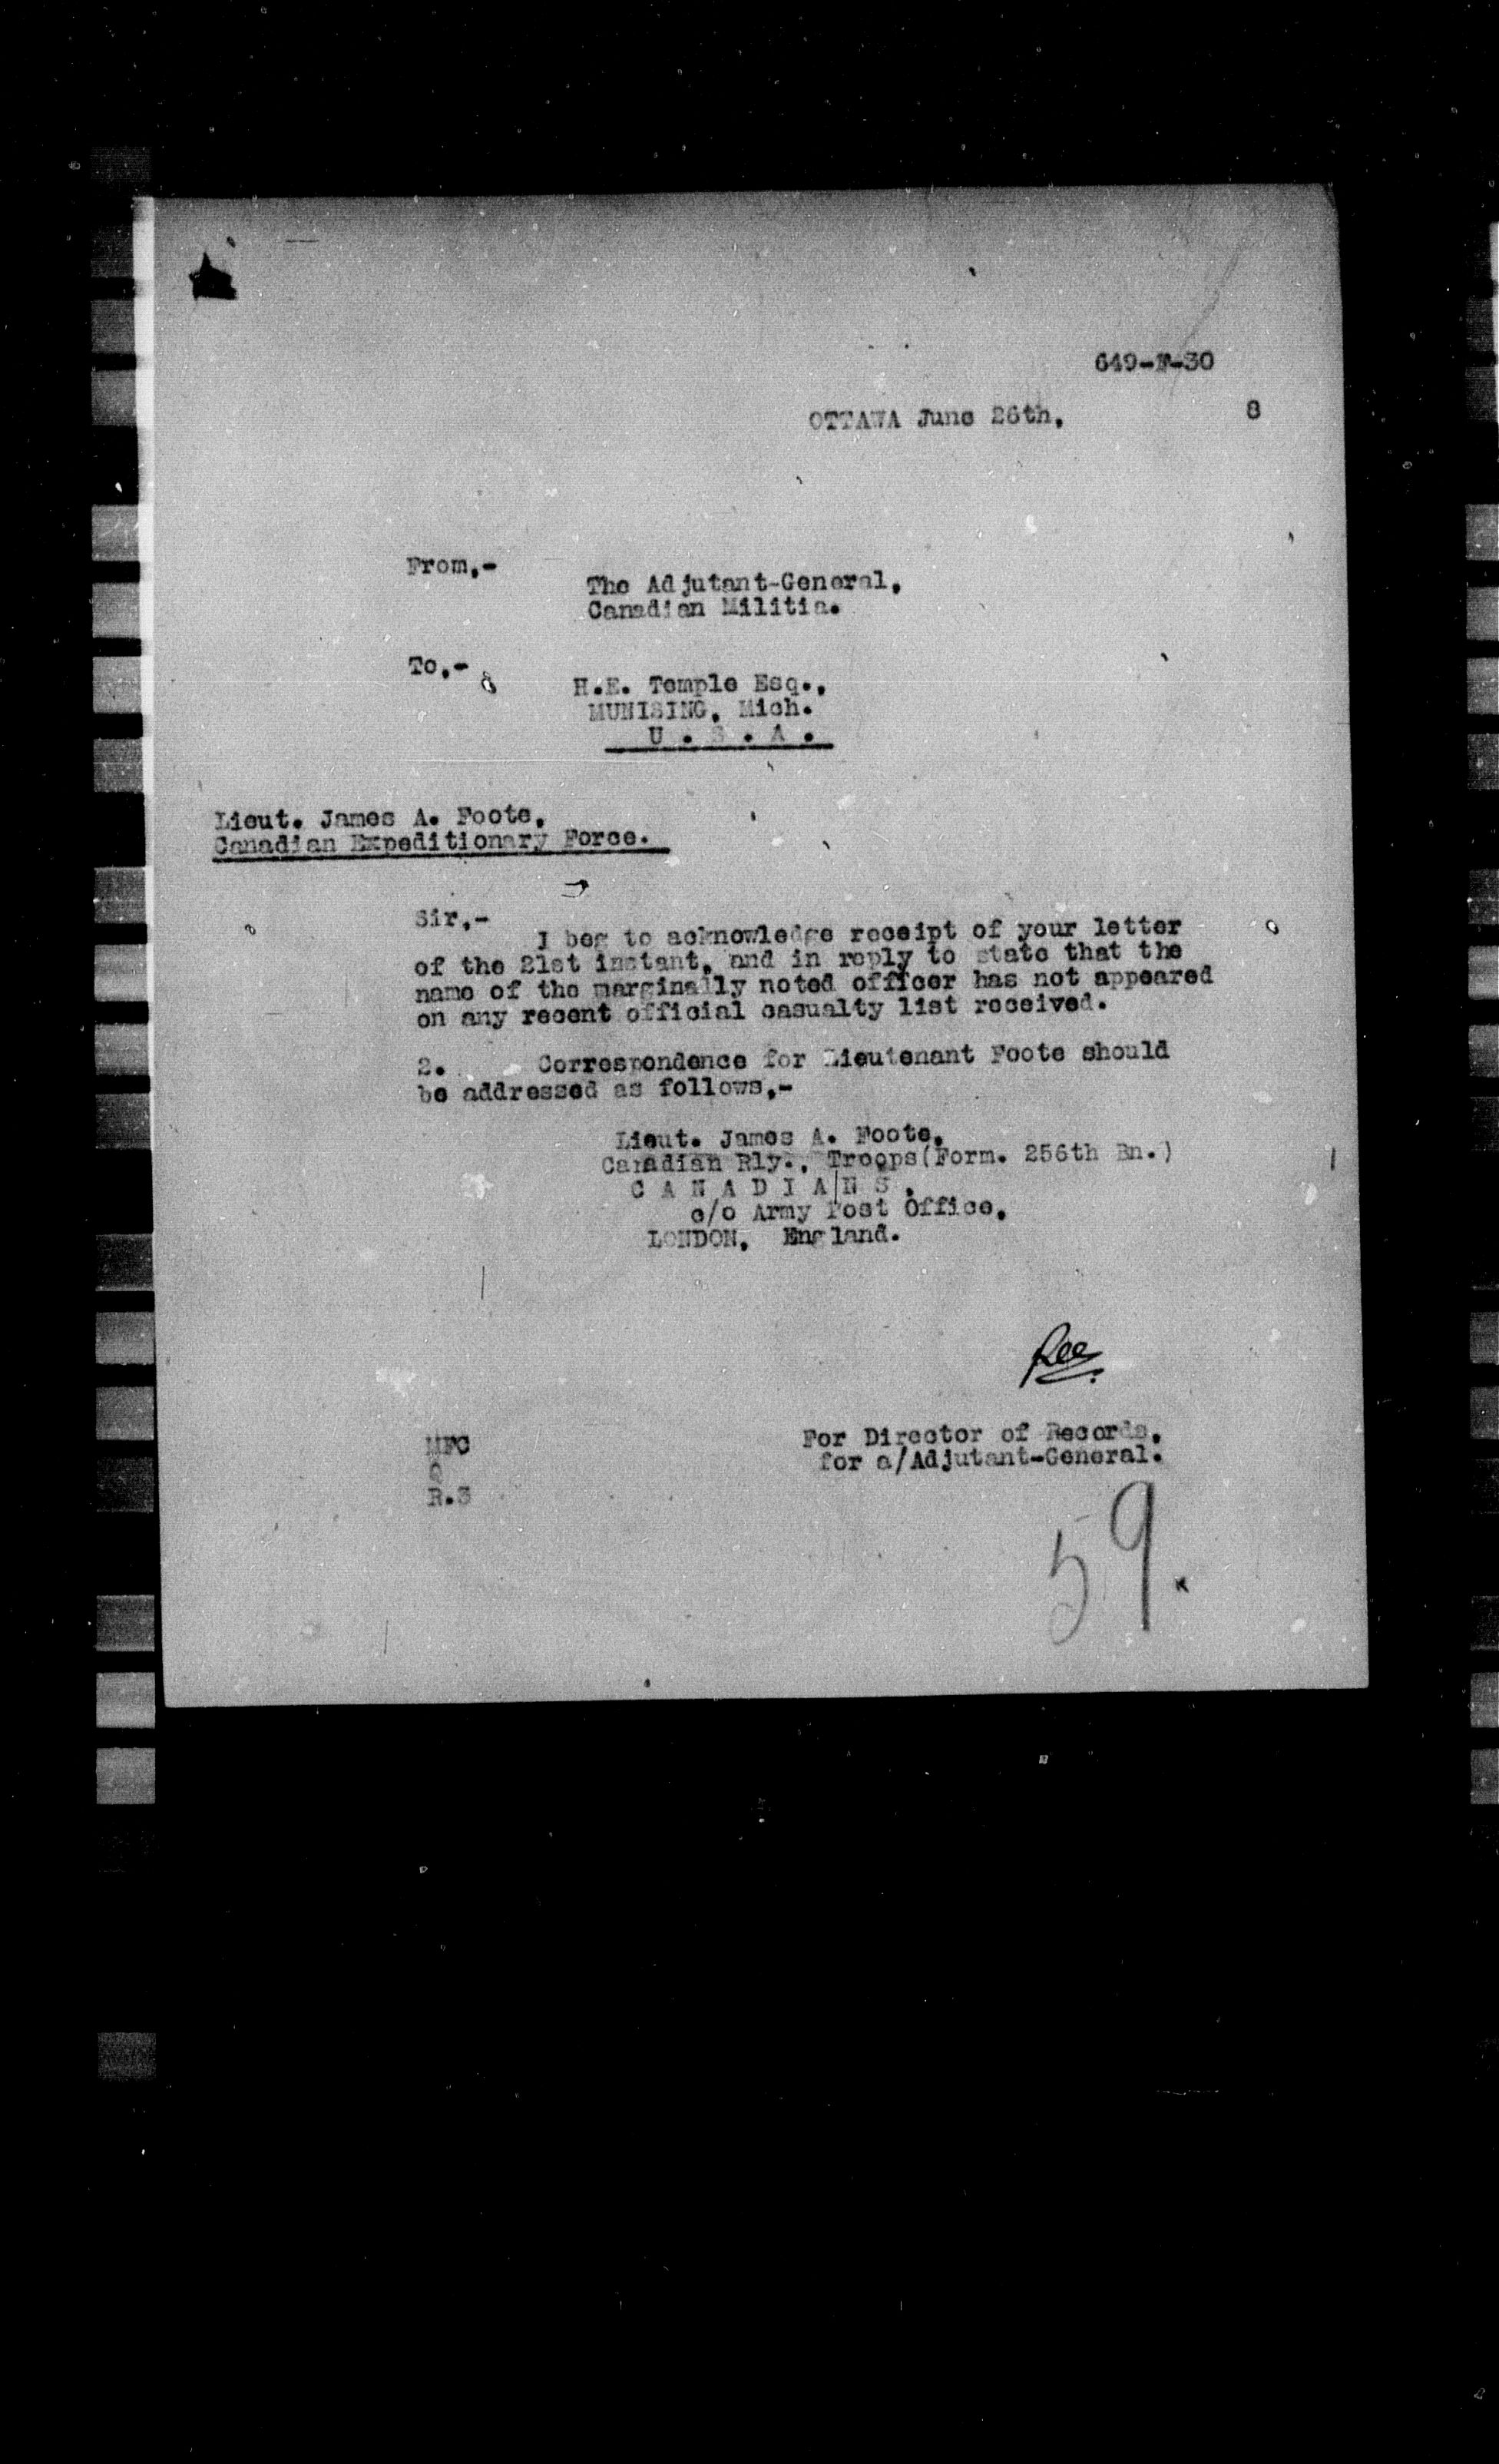 649-F-30
OTTAWA June 26th, 8
From,-
The Adjutant-General,
Canadian Militia.
To,-
H.E. Temple Esq.,
MUNISING, Mich.
U . S . A .
Lieut. James A. Foote,
Canadian Expeditionary Force.
Sir,-
I beg to acknowledge receipt of your letter
of the 21st instant, and in reply to state that the
name of the marginally noted officer has not appeared
on any recent official casualty list received.
2. Correspondence for Lieutenant Foote should
be addressed as follows,-
Lieut. James A. Foote,
Canadian Rly., Troops(Form. 256th Bn.)
C A N A D I A N S ,
c/o Army Post Office,
LONDON, England.
For Director of Records,
for a/Adjutant-General.
MFC
R.3
59.